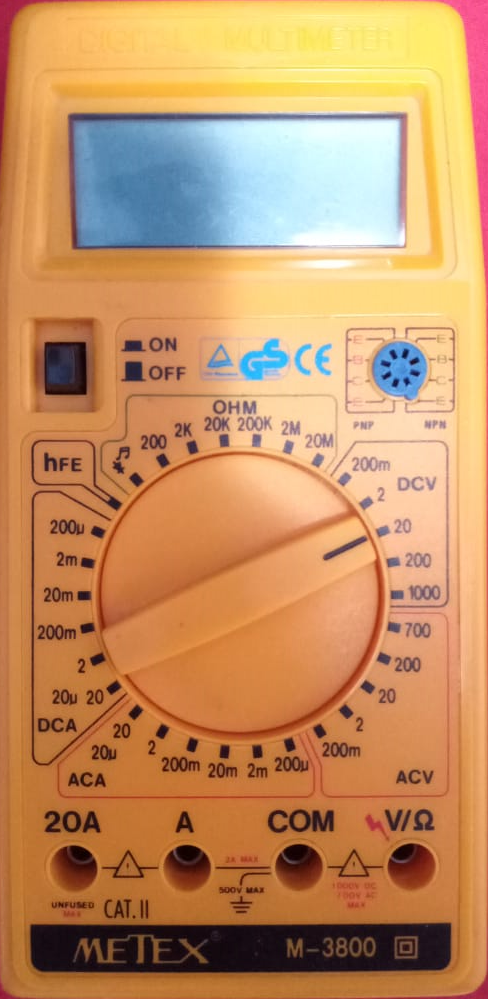 DIGITAL MULTIMETER
ON
OFF
GS CE
E E
B B
C C
E E
PNP NPN
OHM
200 2K 20K 200K 2M 20M
hFE
200m
2
DCV
20
200
1000
200µ
2m
20m
200m
2
20µ 20
DCA
700
200
20
2
200m
ACV
20
20µ
2
200m
20m
2m
200µ
ACA
20A A COM V/Ω
2A MAX
500V MAX
1000V DC
700V AC
MAX
UNFUSED
MAX
CAT. II
METEX M-3800